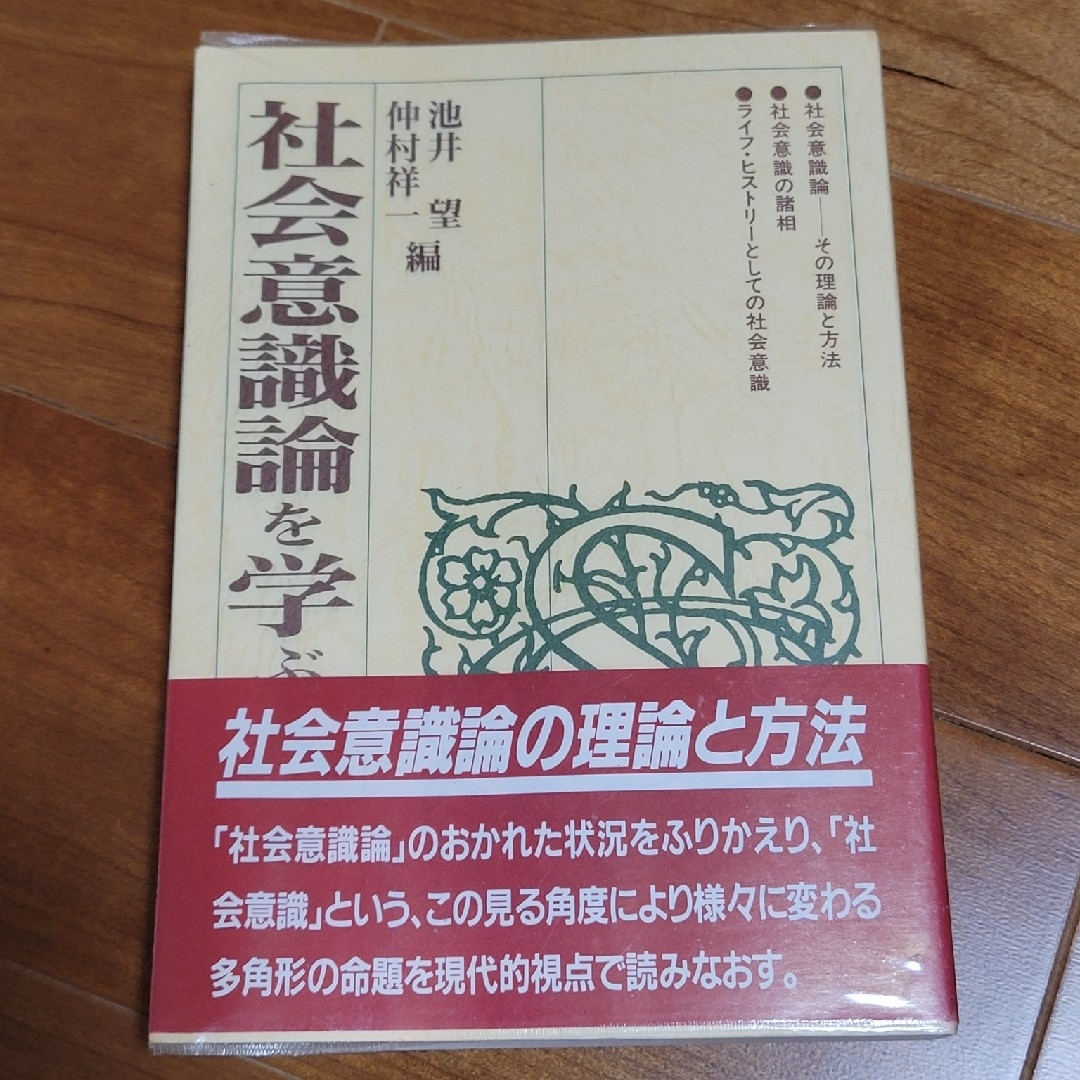 ●社会意識論――その理論と方法
●社会意識の諸相
●ライフ・ヒストリーとしての社会意識
池井 望
仲村祥一 編
社会意識論を学ぶ
社会意識論の理論と方法
「社会意識論」のおかれた状況をふりかえり、「社
会意識」という、この見る角度により様々に変わる
多角形の命題を現代的視点で読みなおす。